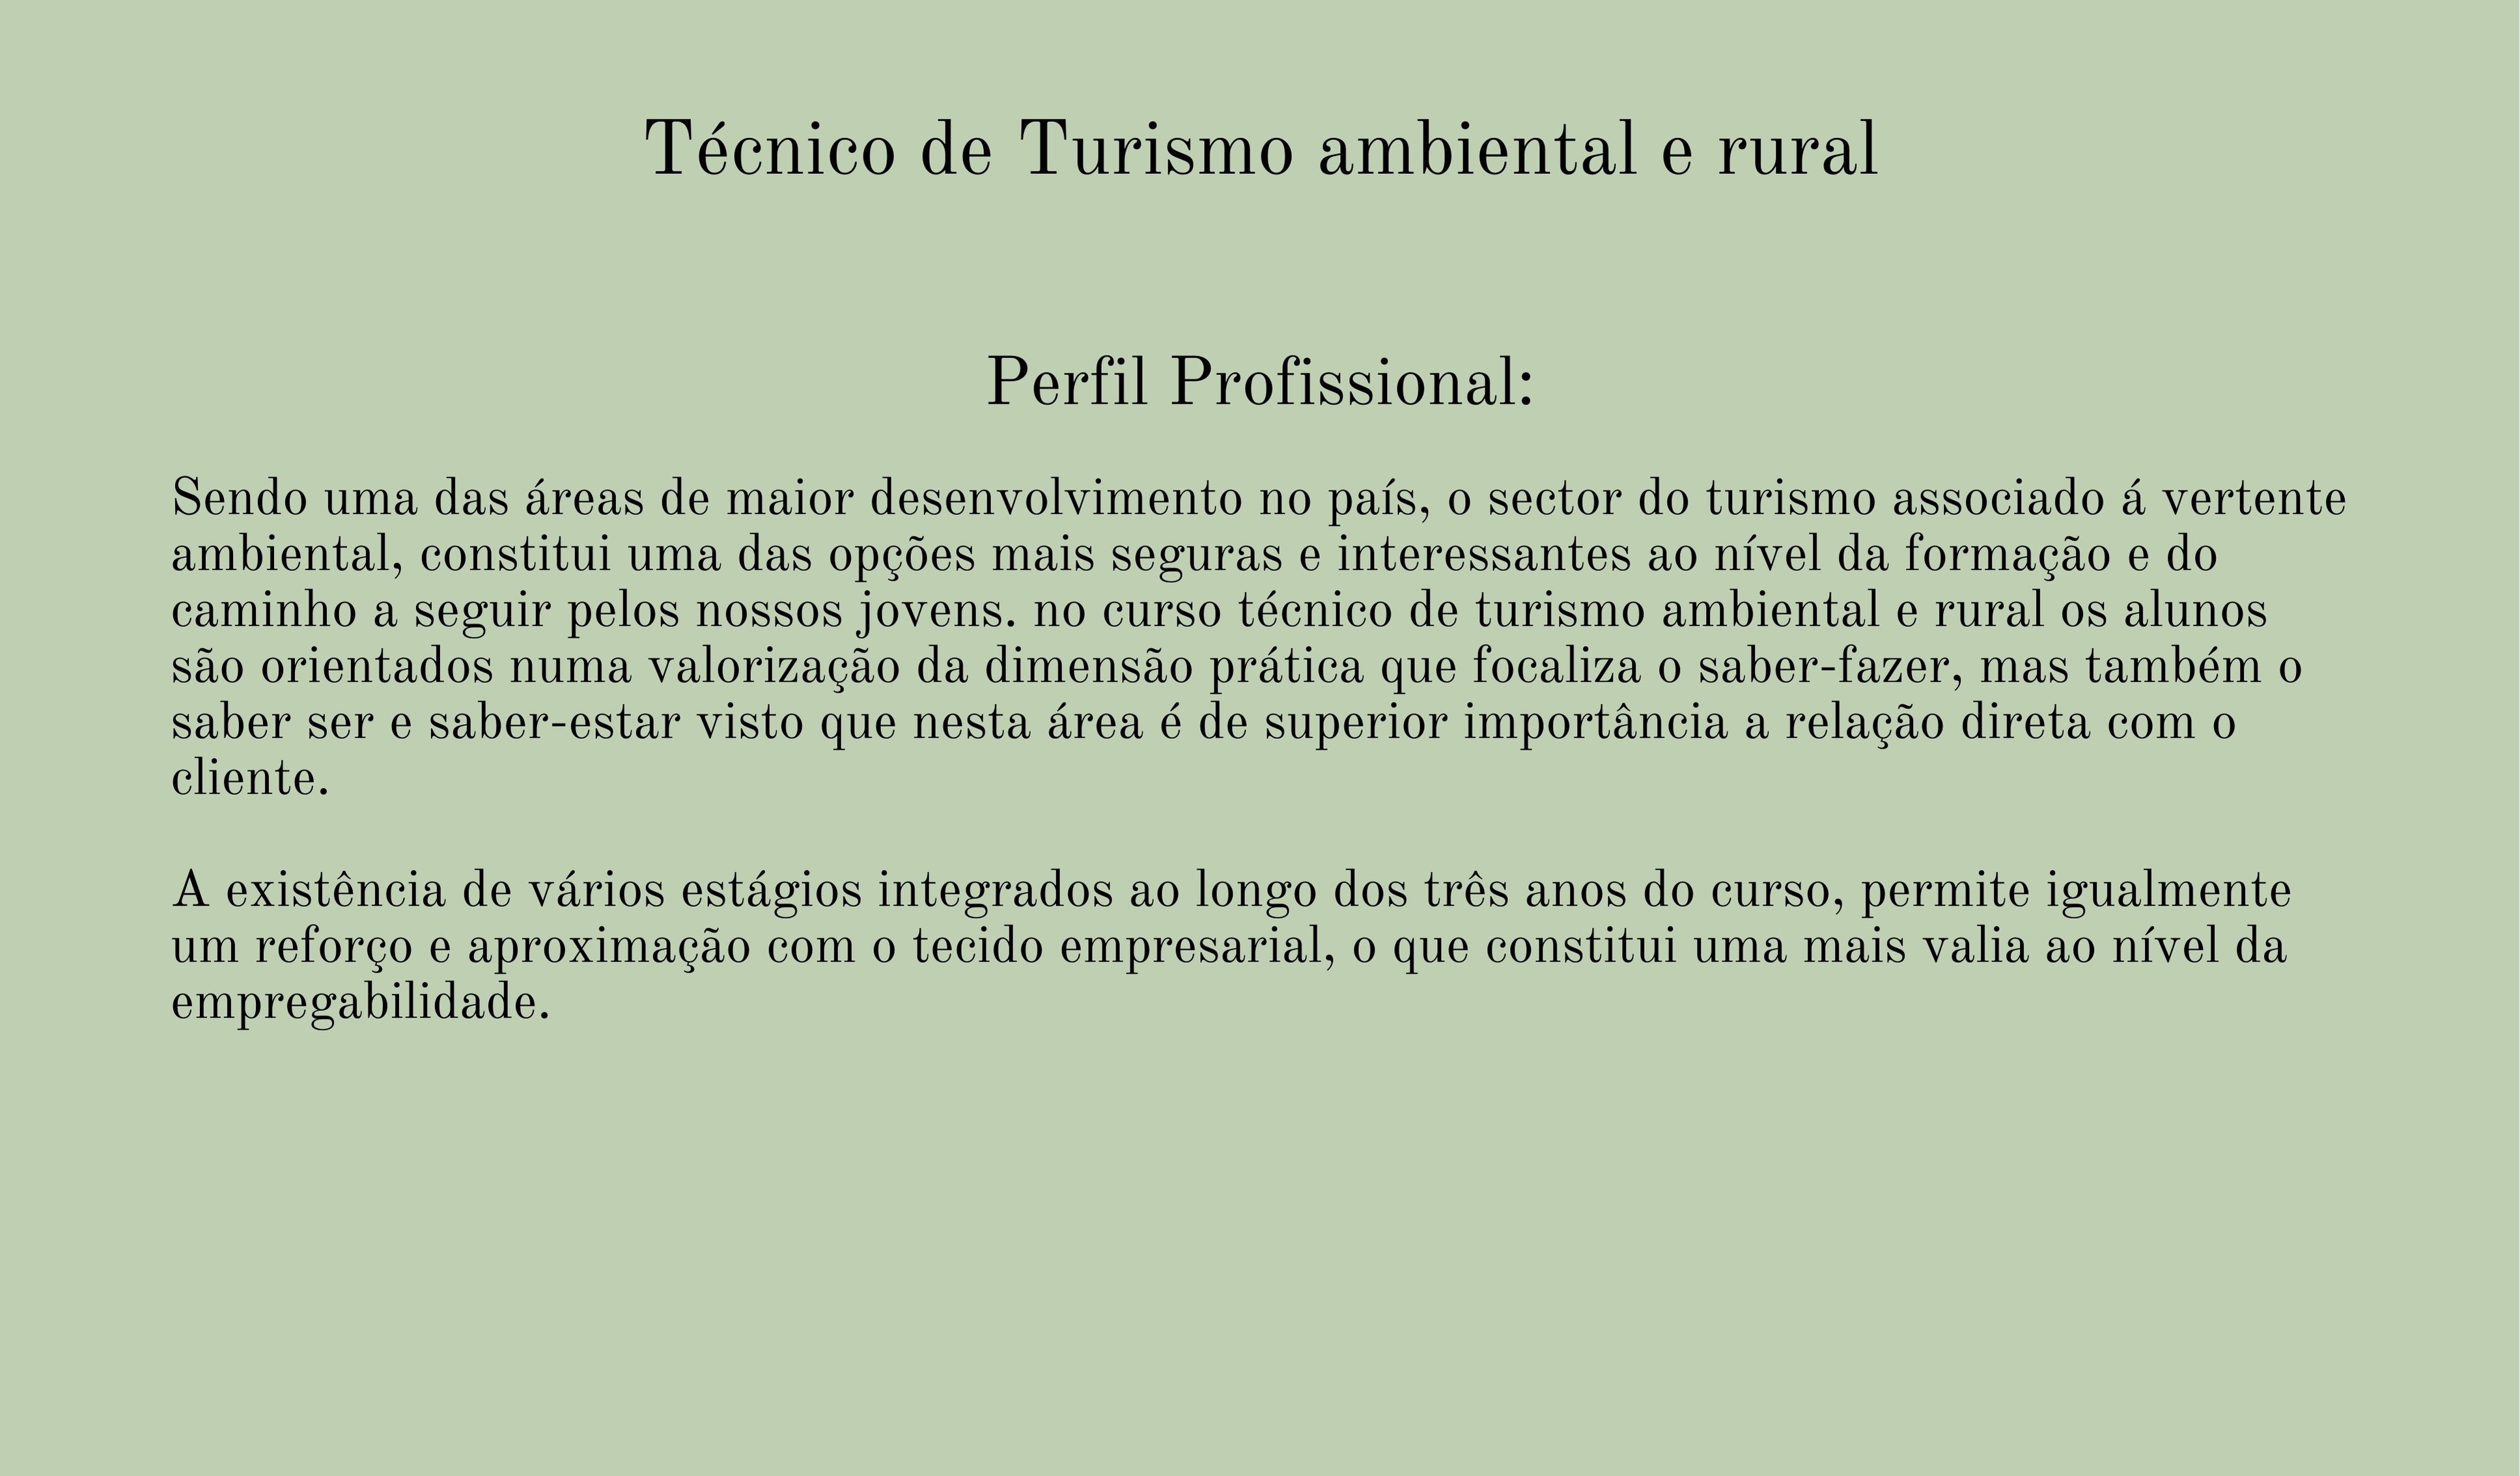 Técnico de Turismo ambiental e rural
Perfil Profissional:
Sendo uma das áreas de maior desenvolvimento no país, o sector do turismo associado á vertente
ambiental, constitui uma das opções mais seguras e interessantes ao nível da formação e do
caminho a seguir pelos nossos jovens. no curso técnico de turismo ambiental e rural os alunos
são orientados numa valorização da dimensão prática que focaliza o saber-fazer, mas também o
saber ser e saber-estar visto que nesta área é de superior importância a relação direta com o
cliente.
A existência de vários estágios integrados ao longo dos três anos do curso, permite igualmente
um reforço e aproximação com o tecido empresarial, o que constitui uma mais valia ao nível da
empregabilidade.